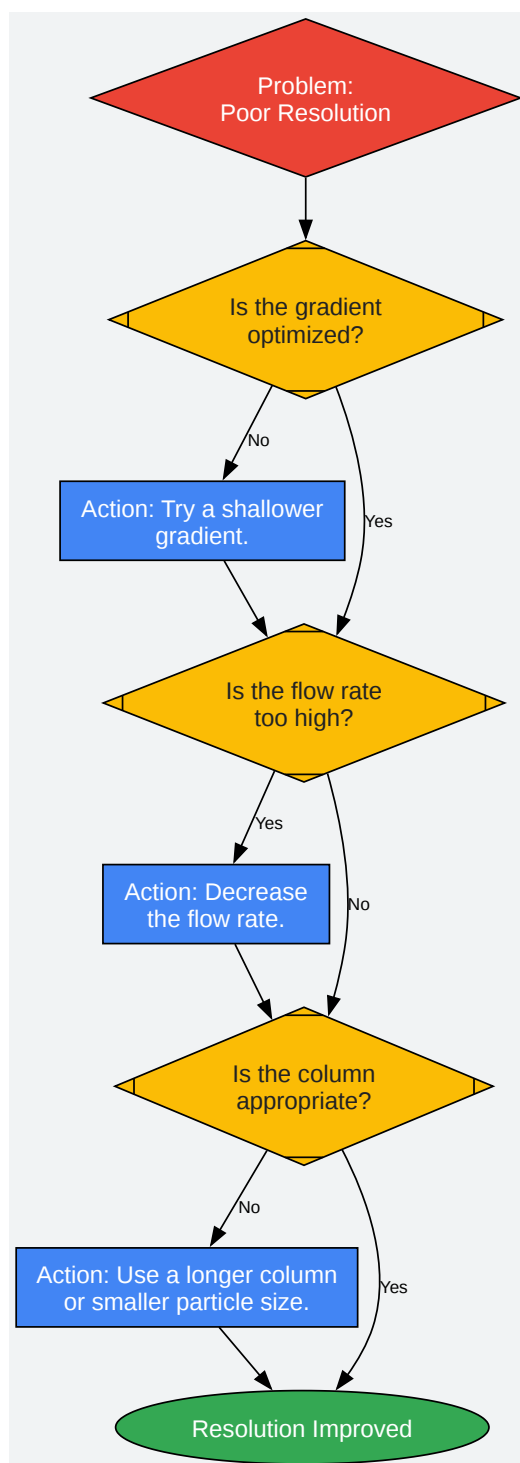 Problem:
Poor Resolution
Is the gradient
optimized?
No
Action: Try a shallower
gradient.
Yes
Is the flow rate
too high?
Yes
Action: Decrease
the flow rate.
No
Is the column
appropriate?
No
Action: Use a longer column
or smaller particle size.
Yes
Resolution Improved